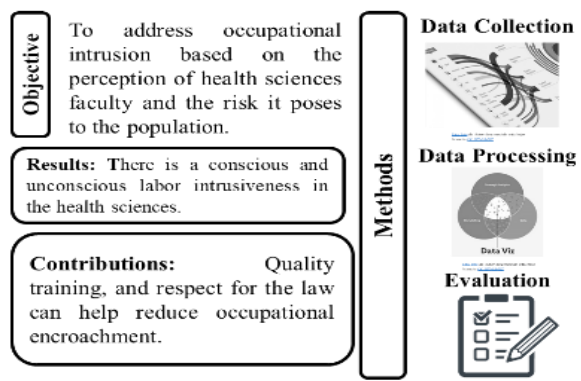 Objective
To address occupational
intrusion based on the
perception of health sciences
faculty and the risk it poses
to the population.
Results: There is a conscious and
unconscious labor intrusiveness in
the health sciences.
Contributions: Quality
training, and respect for the law
can help reduce occupational
encroachment.
Methods
Data Collection
Data Processing
Data Viz
Evaluation